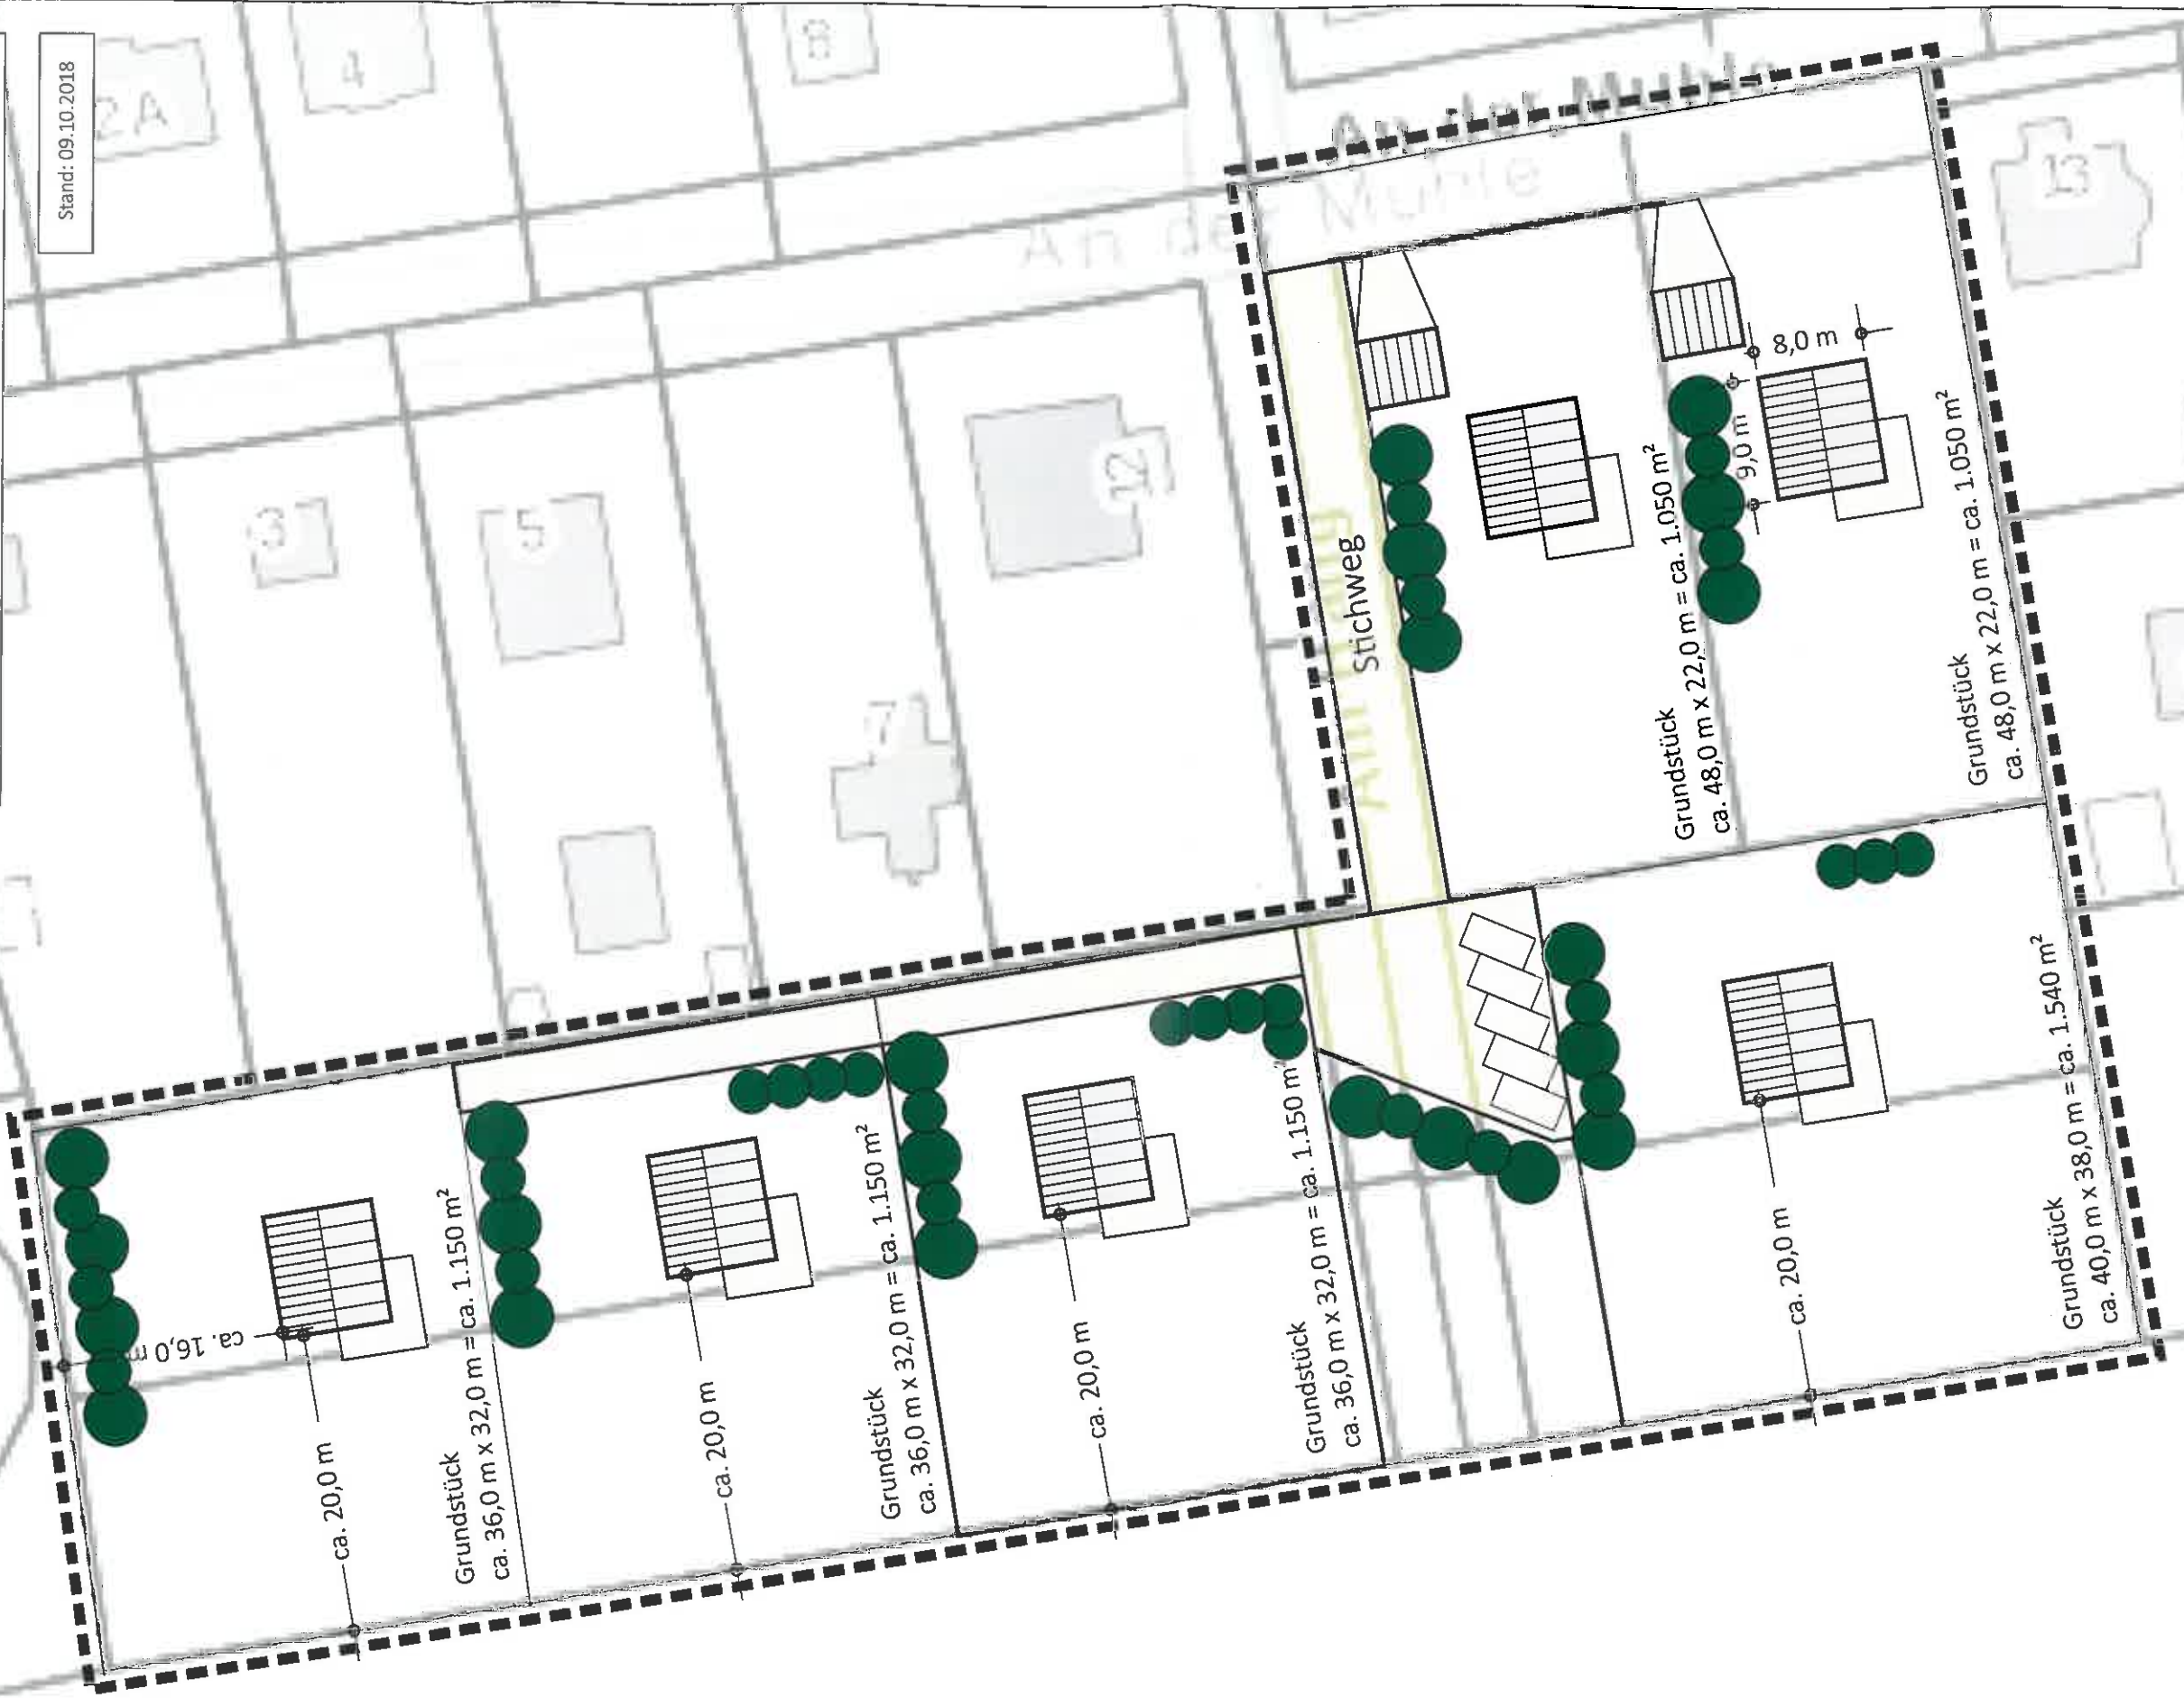 Stand: 09.10.2018
2A
4
8
3
5
7
12
13
An der Mühle
An der Mühle
Stichweg
8,0 m
9,0 m
Grundstück
ca. 48,0 m x 22,0 m = ca. 1.050 m²
Grundstück
ca. 48,0 m x 22,0 m = ca. 1.050 m²
ca. 16,0 m
ca. 20,0 m
Grundstück
ca. 36,0 m x 32,0 m = ca. 1.150 m²
ca. 20,0 m
Grundstück
ca. 36,0 m x 32,0 m = ca. 1.150 m²
ca. 20,0 m
Grundstück
ca. 36,0 m x 32,0 m = ca. 1.150 m²
ca. 20,0 m
Grundstück
ca. 40,0 m x 38,0 m = ca. 1.540 m²